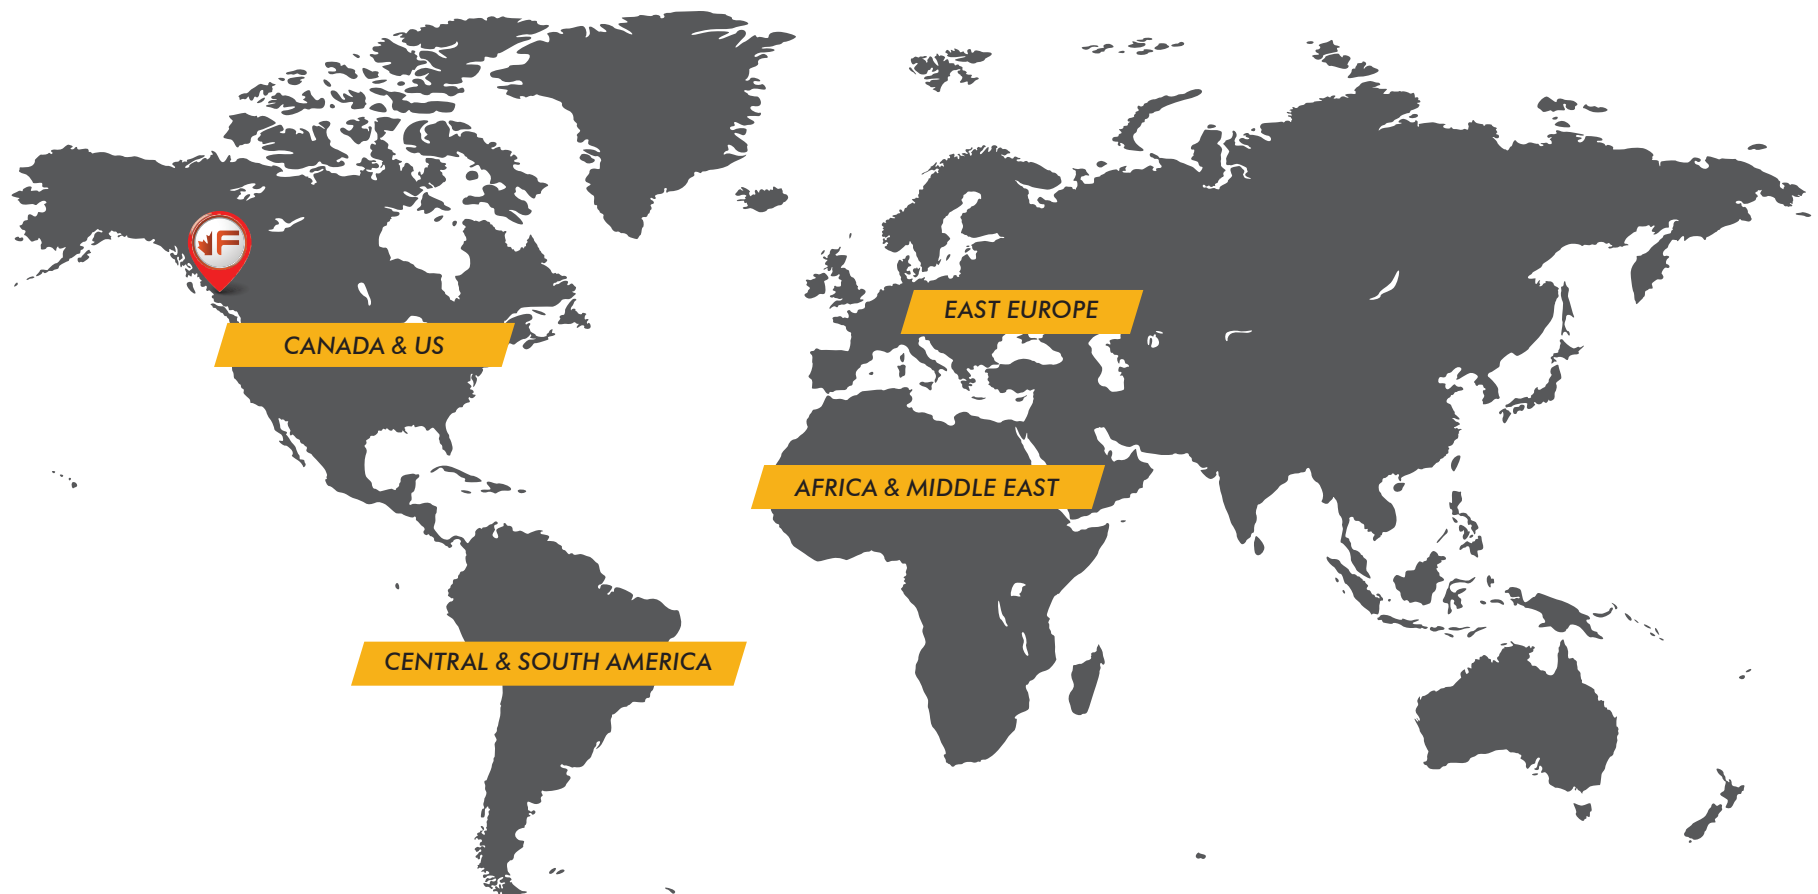 F
EAST EUROPE
CANADA & US
AFRICA & MIDDLE EAST
CENTRAL & SOUTH AMERICA